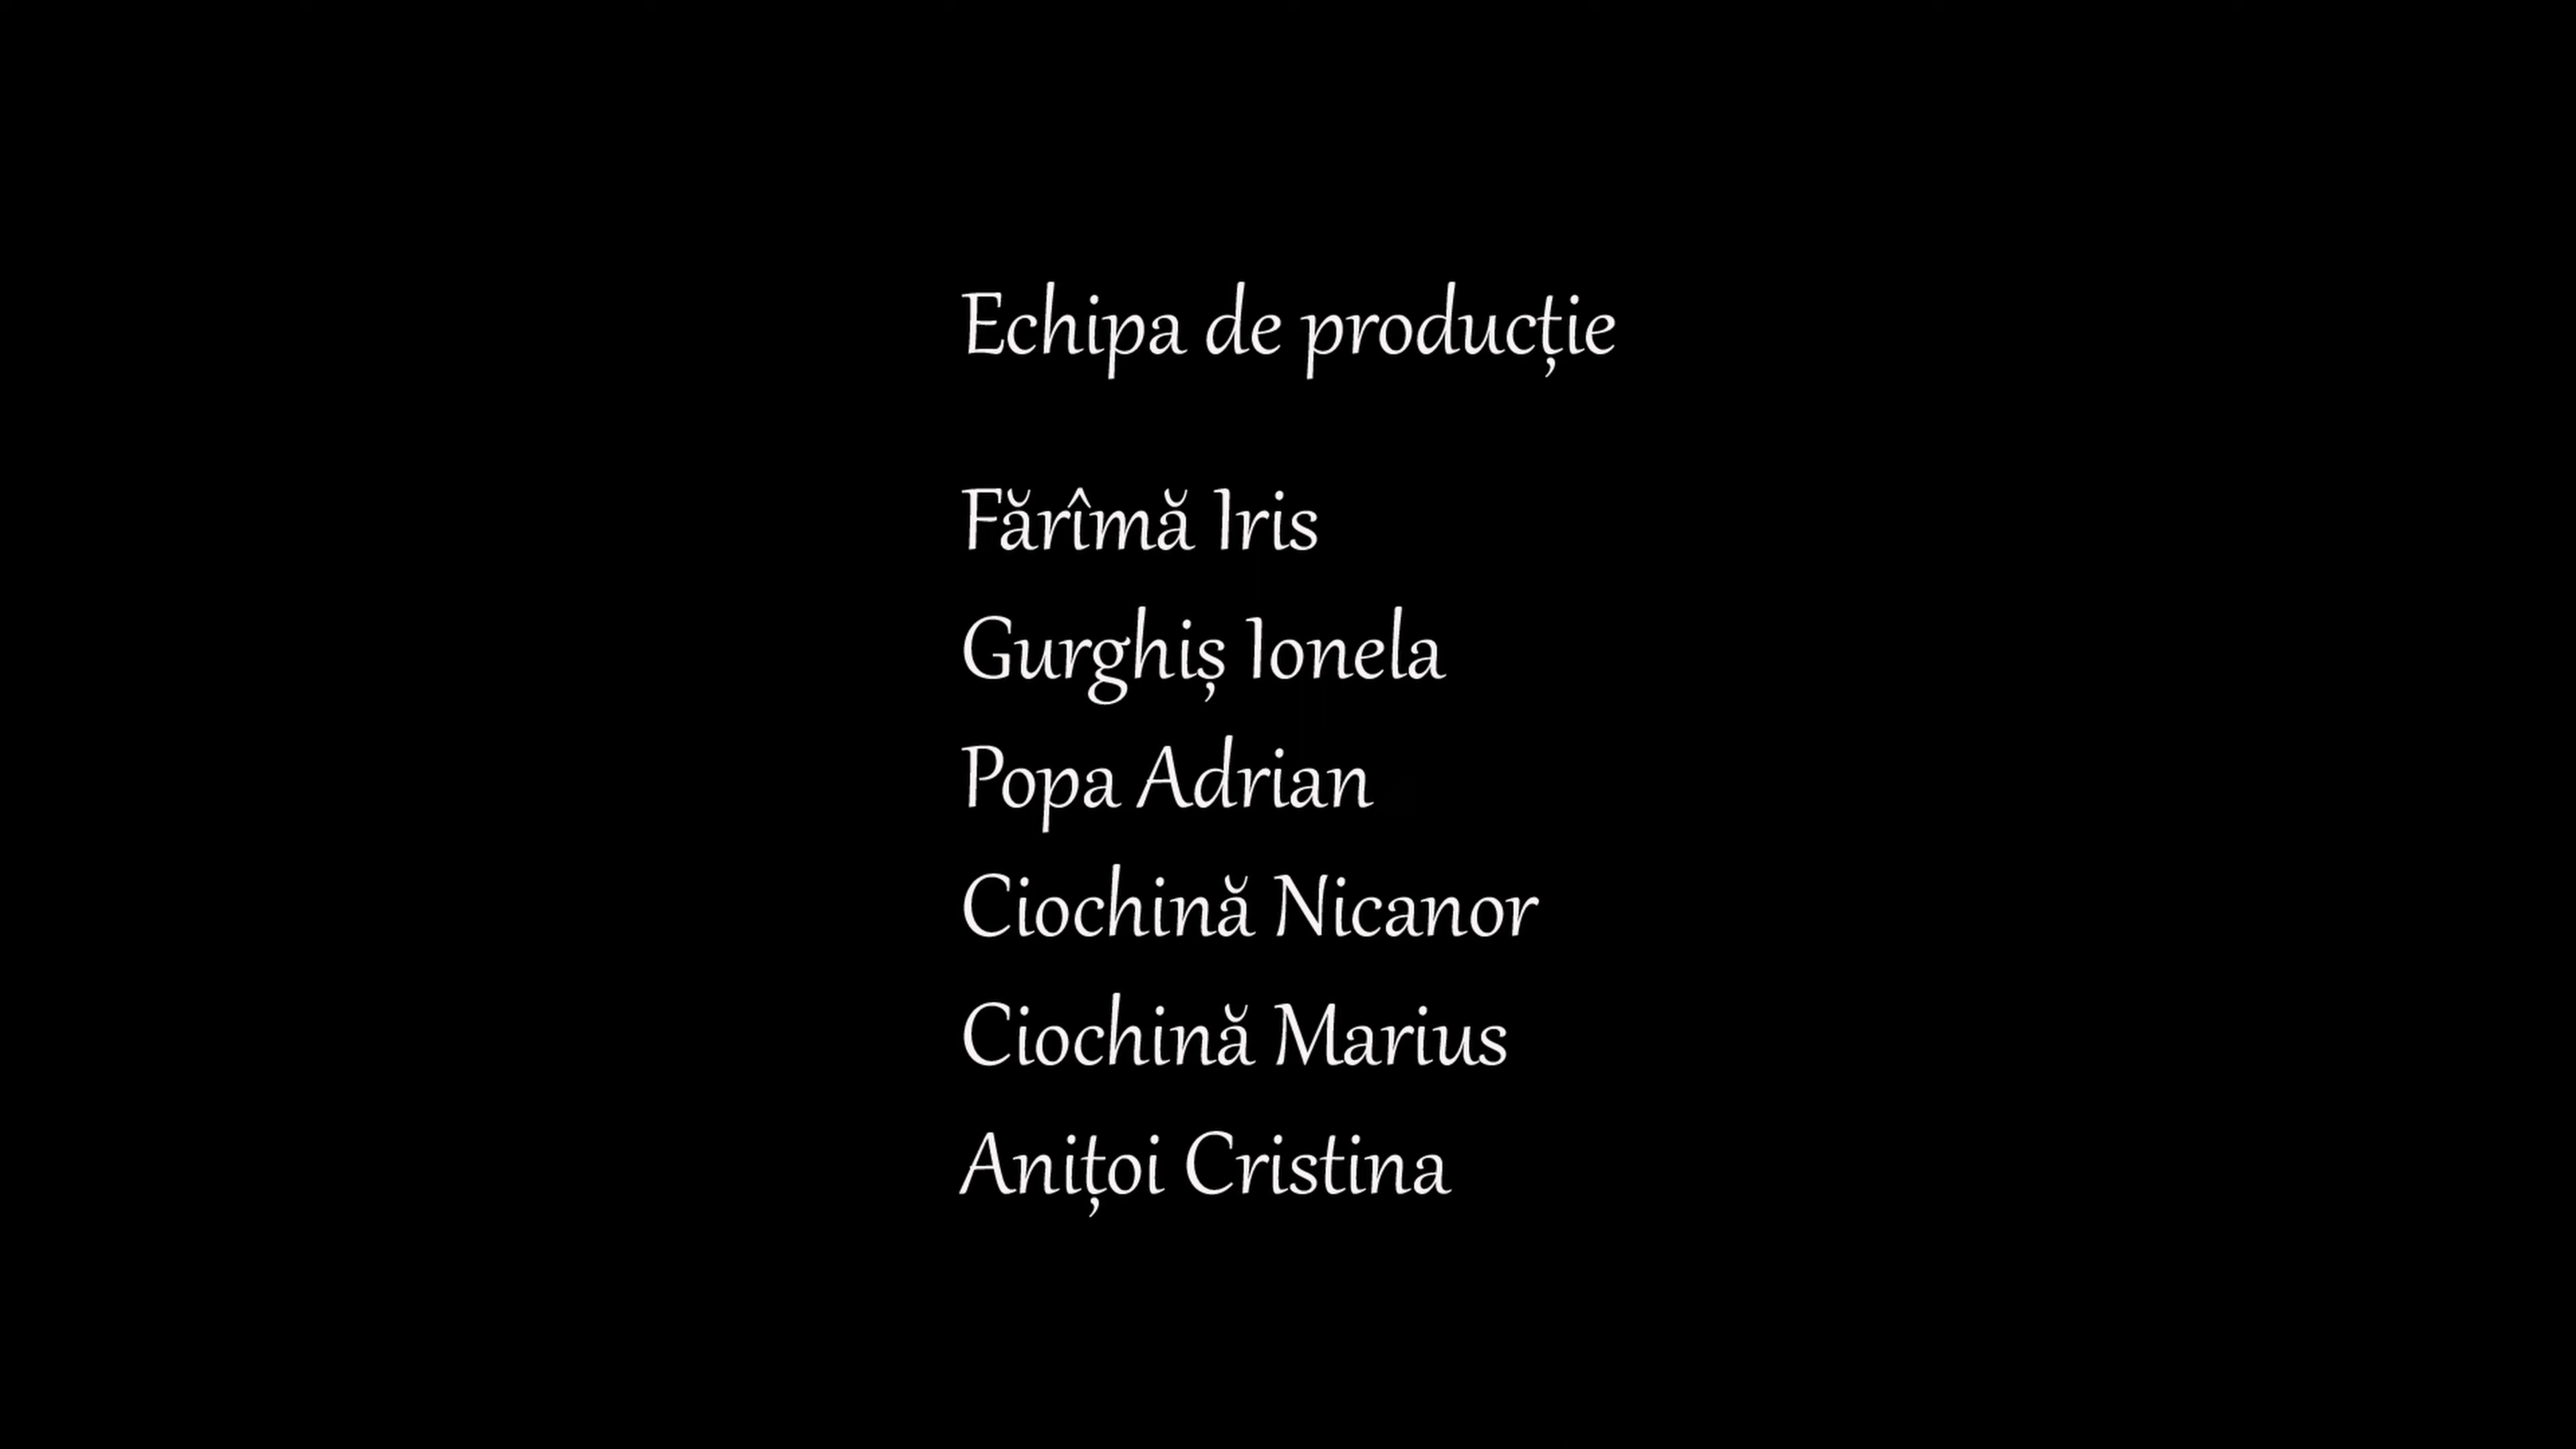 Echipa de producție
Fărîmă Iris
Gurghiș Ionela
Popa Adrian
Ciochină Nicanor
Ciochină Marius
Anițoi Cristina